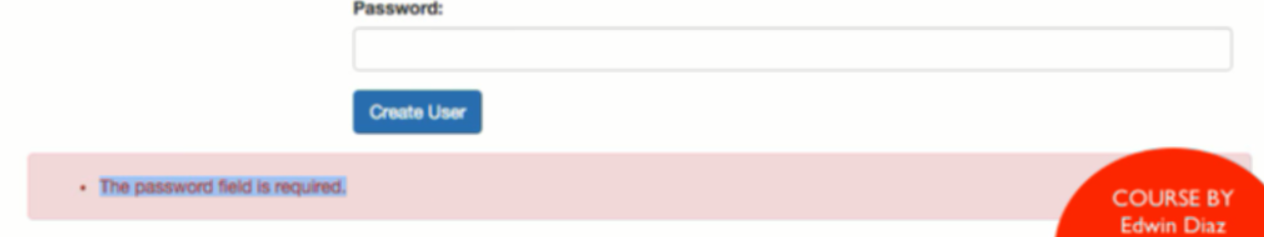 Password:
Create User
The password field is required.
COURSE BY
Edwin Diaz